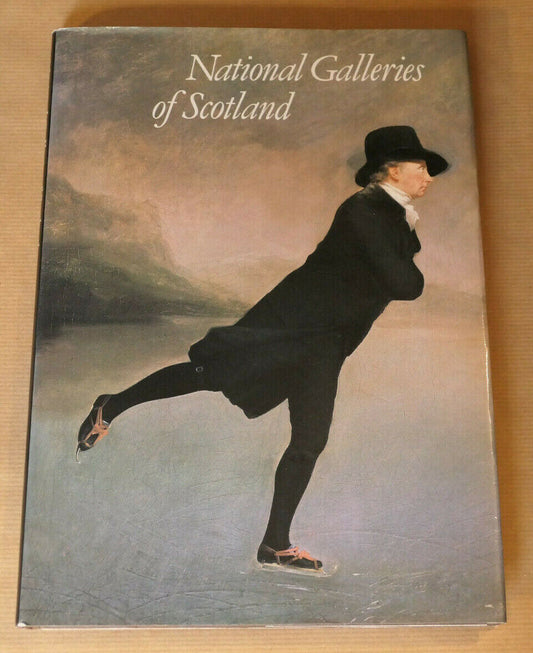 National Galleries
of Scotland